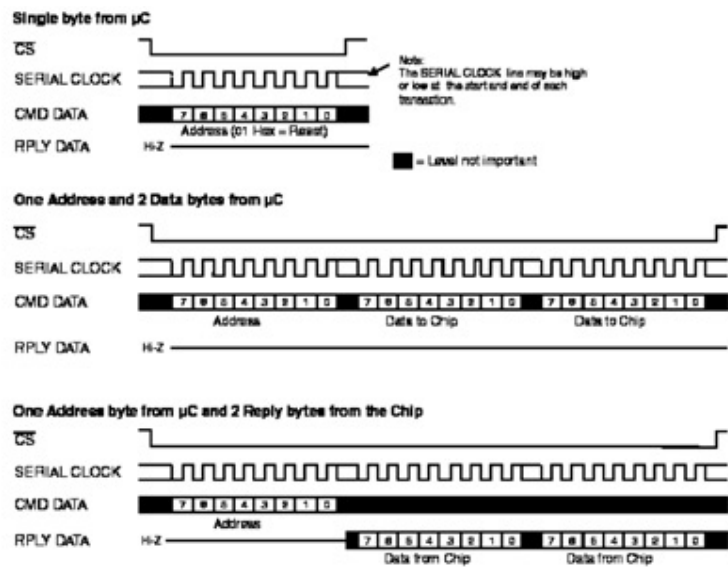 Single byte from µC
CS
SERIAL CLOCK
Note:
The SERIAL CLOCK line may be high
or low at the start and end of each
transaction.
CMD DATA 7 6 5 4 3 2 1 0
Address (01 Hex = Reset)
RPLY DATA Hi-Z
= Level not important
One Address and 2 Data bytes from µC
CS
SERIAL CLOCK
CMD DATA 7 6 5 4 3 2 1 0 7 6 5 4 3 2 1 0 7 6 5 4 3 2 1 0
Address Data to Chip Data to Chip
RPLY DATA Hi-Z
One Address byte from µC and 2 Reply bytes from the Chip
CS
SERIAL CLOCK
CMD DATA 7 6 5 4 3 2 1 0
Address
RPLY DATA Hi-Z 7 6 5 4 3 2 1 0 7 6 5 4 3 2 1 0
Data from Chip Data from Chip